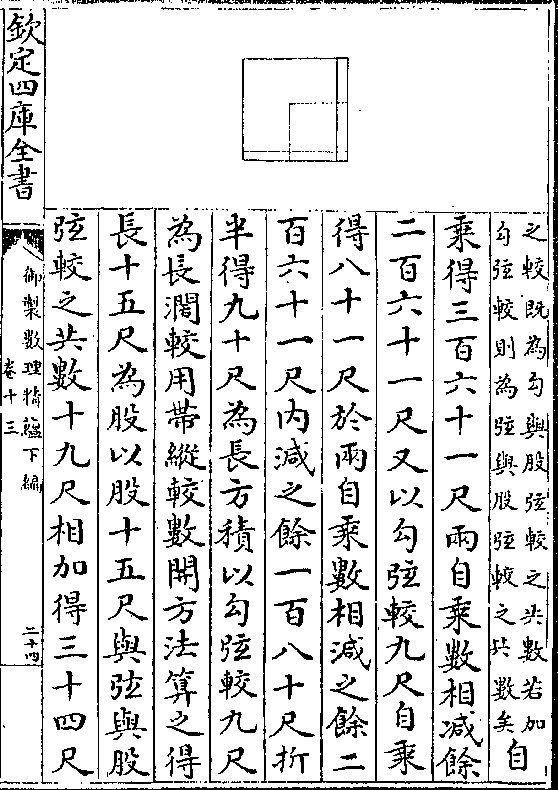 之較既為勾與股弦較之共數若加
勾弦較則為弦與股弦較之共數矣
自
乘得三百六十一尺兩自乘數相减餘
二百六十一尺又以勾弦較九尺自乘
得八十一尺於兩自乘數相减之餘二
百六十一尺内减之餘一百八十尺折
半得九十尺為長方積以勾弦較九尺
為長濶較用帶縱較數開方法算之得
長十五尺為股以股十五尺與弦與股
弦較之共數十九尺相加得三十四尺
欽定四庫全書
御製數理精藴下編
卷十三
二十四